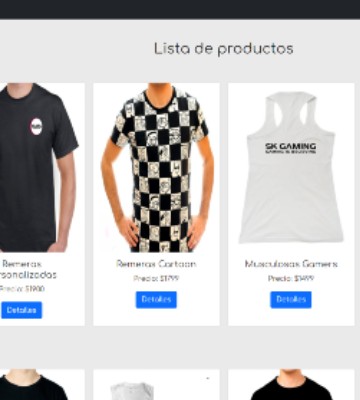 Lista de productos
SK GAMING
Remeras
Remeras Cartoon
Musculosas Gamers
Precio: $1900
Precio: $1799
Precio: $1499
Detalles
Detalles
Detalles